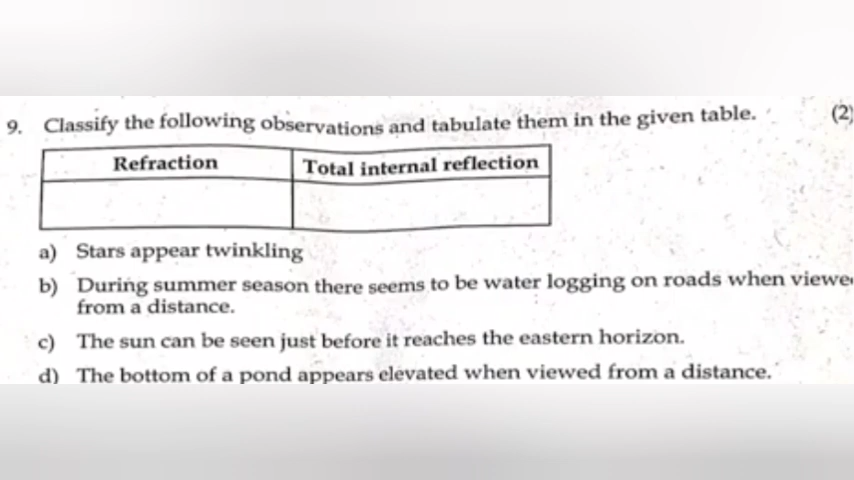 9. Classify the following observations and tabulate them in the given table. (2)
Refraction Total internal reflection
a) Stars appear twinkling
b) During summer season there seems to be water logging on roads when viewe
from a distance.
c) The sun can be seen just before it reaches the eastern horizon.
d) The bottom of a pond appears elevated when viewed from a distance.